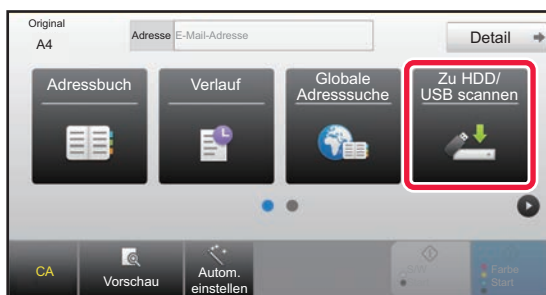 Original
A4
Adresse E-Mail-Adresse
Detail
Adressbuch
Verlauf
Globale
Adresssuche
Zu HDD/
USB scannen
CA
Vorschau
Autom.
einstellen
S/W
Start
Farbe
Start